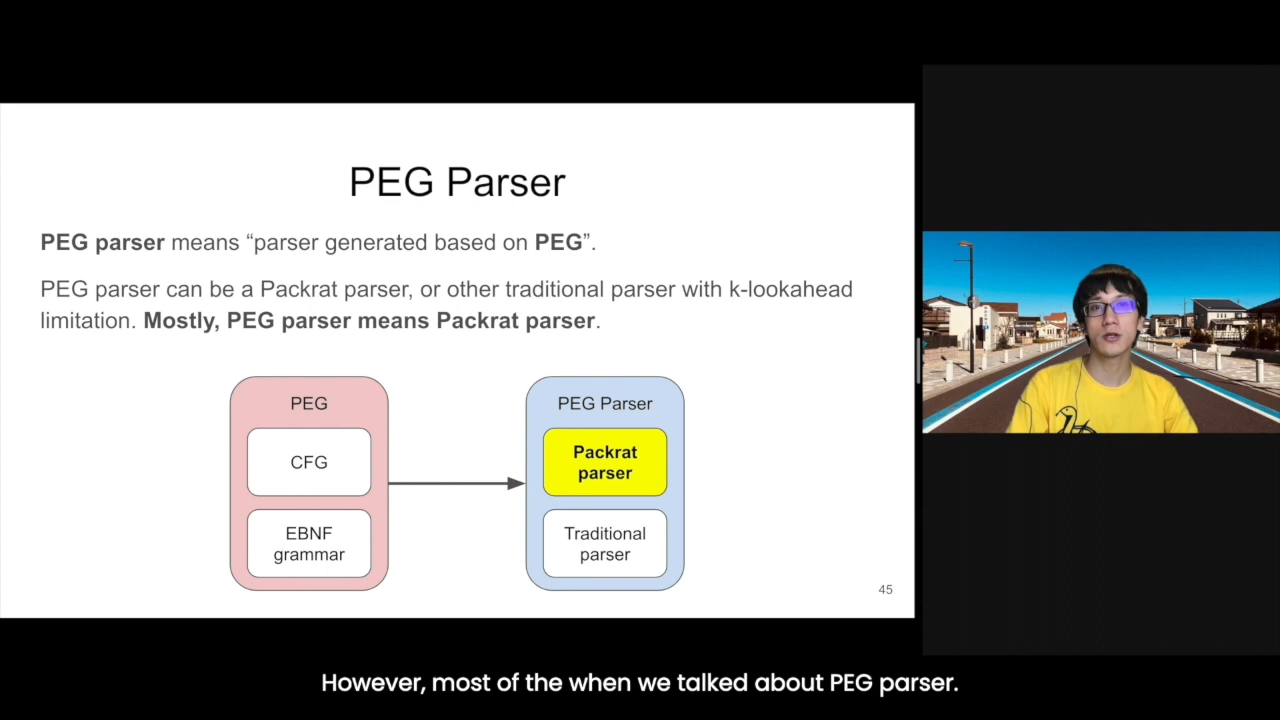 PEG Parser
PEG parser means “parser generated based on PEG”.
PEG parser can be a Packrat parser, or other traditional parser with k-lookahead
limitation. Mostly, PEG parser means Packrat parser.
PEG
CFG
EBNF
grammar
PEG Parser
Packrat
parser
Traditional
parser
45
However, most of the when we talked about PEG parser.